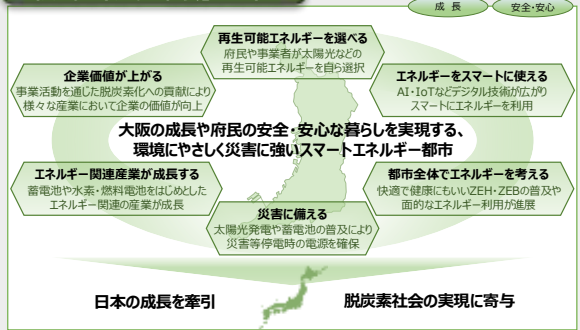 成 長
安全・安心
再生可能エネルギーを選べる
府民や事業者が太陽光などの
再生可能エネルギーを自ら選択
企業価値が上がる
事業活動を通じた脱炭素化への貢献により
様々な産業において企業の価値が向上
エネルギーをスマートに使える
AI・IoTなどデジタル技術が広がり
スマートにエネルギーを利用
大阪の成長や府民の安全・安心な暮らしを実現する、
環境にやさしく災害に強いスマートエネルギー都市
エネルギー関連産業が成長する
蓄電池や水素・燃料電池をはじめとした
エネルギー関連の産業が成長
都市全体でエネルギーを考える
快適で健康にもいいZEH・ZEBの普及や
面的なエネルギー利用が進展
災害に備える
太陽光発電や蓄電池の普及により
災害等停電時の電源を確保
日本の成長を牽引
脱炭素社会の実現に寄与